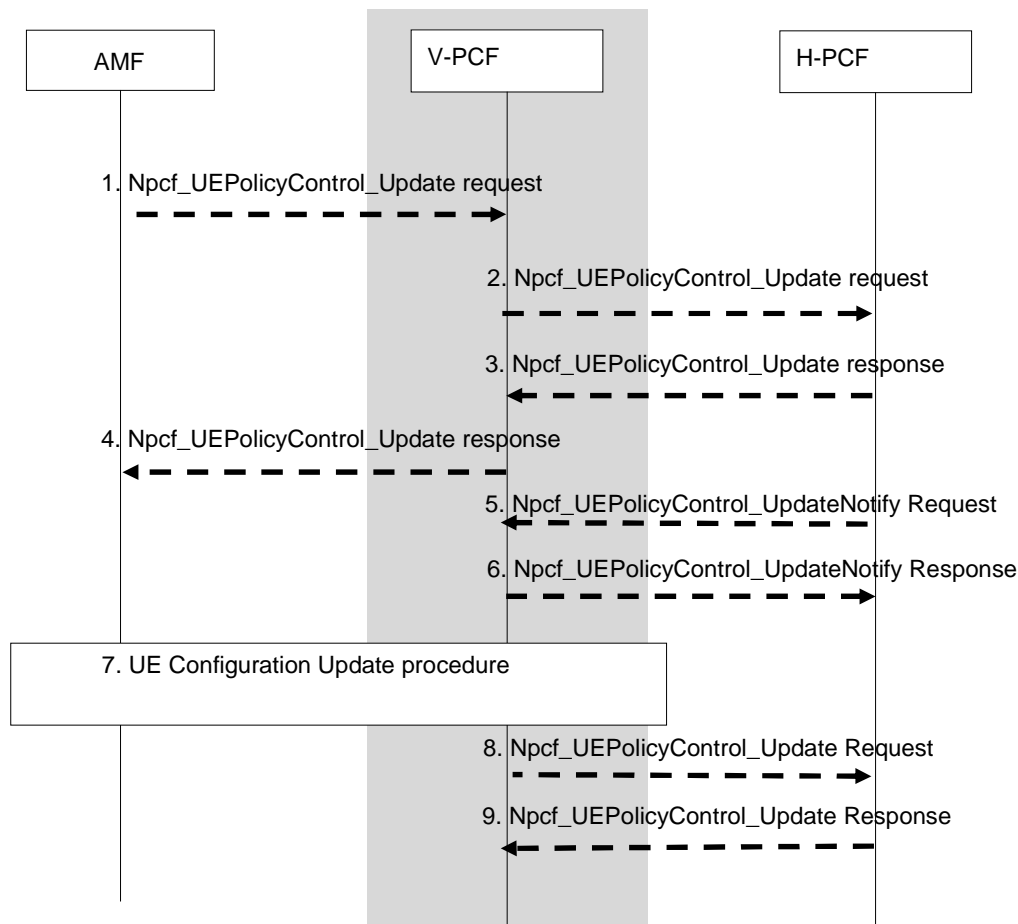 AMF
V-PCF
H-PCF
1. Npcf_UEPolicyControl_Update request
2. Npcf_UEPolicyControl_Update request
3. Npcf_UEPolicyControl_Update response
4. Npcf_UEPolicyControl_Update response
5. Npcf_UEPolicyControl_UpdateNotify Request
6. Npcf_UEPolicyControl_UpdateNotify Response
7. UE Configuration Update procedure
8. Npcf_UEPolicyControl_Update Request
9. Npcf_UEPolicyControl_Update Response